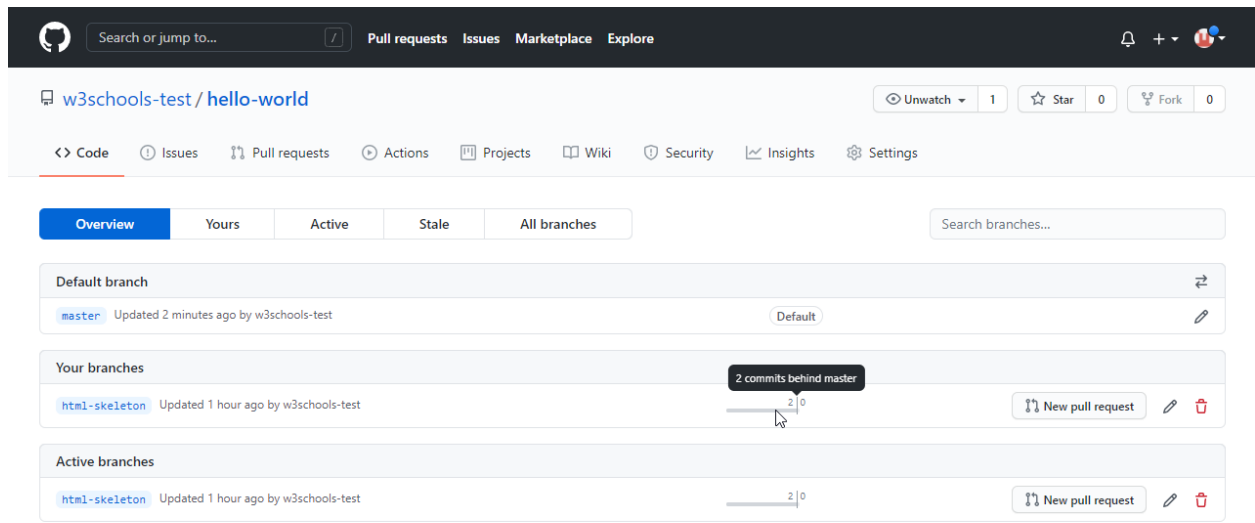 Search or jump to... / Pull requests Issues Marketplace Explore
w3schools-test / hello-world Unwatch 1 Star 0 Fork 0
<> Code Issues Pull requests Actions Projects Wiki Security Insights Settings
Overview Yours Active Stale All branches Search branches...
Default branch
master Updated 2 minutes ago by w3schools-test Default
Your branches
2 commits behind master
html-skeleton Updated 1 hour ago by w3schools-test 2 0 New pull request
Active branches
html-skeleton Updated 1 hour ago by w3schools-test 2 0 New pull request